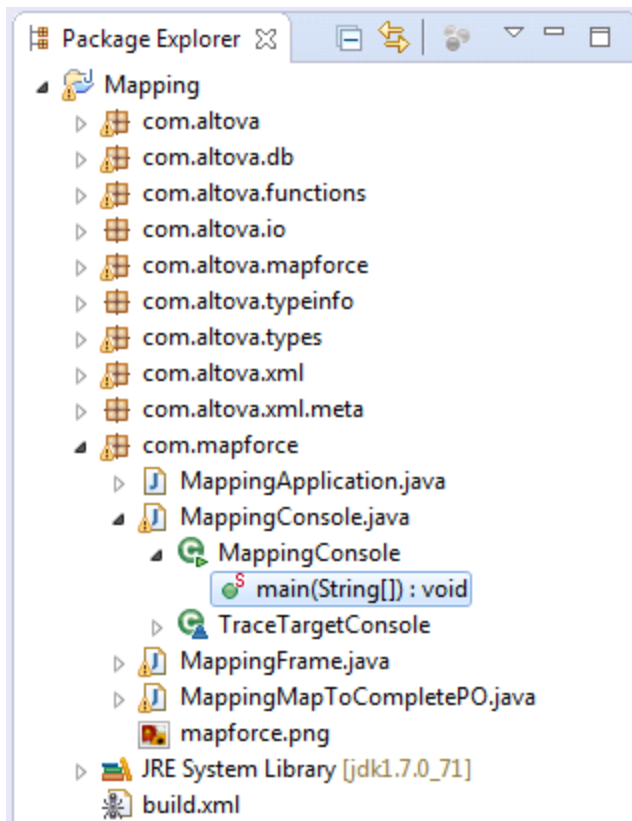 Package Explorer
Mapping
com.altova
com.altova.db
com.altova.functions
com.altova.io
com.altova.mapforce
com.altova.typeinfo
com.altova.types
com.altova.xml
com.altova.xml.meta
com.mapforce
MappingApplication.java
MappingConsole.java
MappingConsole
main(String[]) : void
TraceTargetConsole
MappingFrame.java
MappingMapToCompletePO.java
mapforce.png
JRE System Library [jdk1.7.0_71]
build.xml